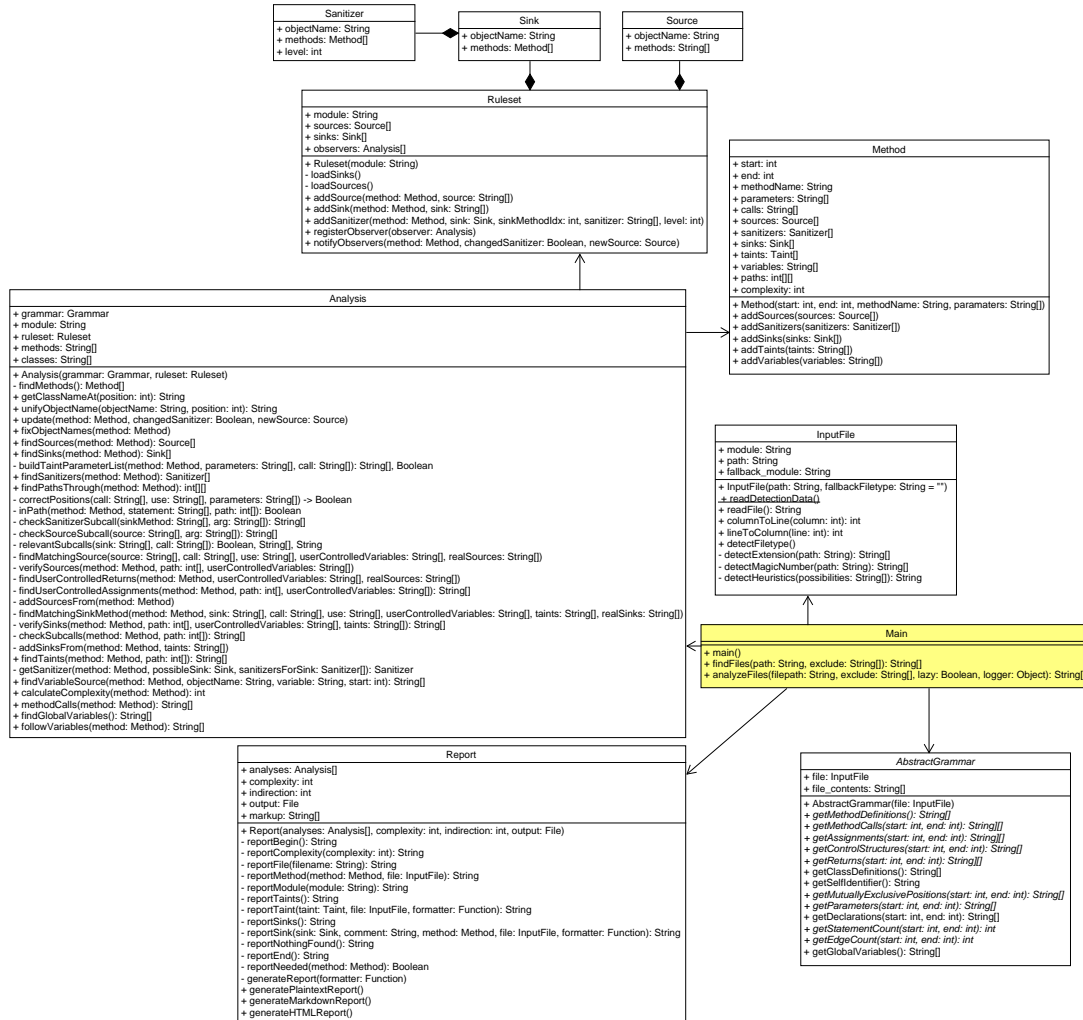 Sanitizer
+ objectName: String
+ methods: Method[]
+ level: int
Sink
+ objectName: String
+ methods: Method[]
Source
+ objectName: String
+ methods: String[]
Ruleset
+ module: String
+ sources: Source[]
+ sinks: Sink[]
+ observers: Analysis[]
+ Ruleset(module: String)
- loadSinks()
- loadSources()
+ addSource(method: Method, source: String[])
+ addSink(method: Method, sink: String[])
+ addSanitizer(method: Method, sink: Sink, sinkMethodIdx: int, sanitizer: String[], level: int)
+ registerObserver(observer: Analysis)
+ notifyObservers(method: Method, changedSanitizer: Boolean, newSource: Source)
Method
+ start: int
+ end: int
+ methodName: String
+ parameters: String[]
+ calls: String[]
+ sources: Source[]
+ sanitizers: Sanitizer[]
+ sinks: Sink[]
+ taints: Taint[]
+ variables: String[]
+ paths: int[][]
+ complexity: int
+ Method(start: int, end: int, methodName: String, paramaters: String[])
+ addSources(sources: Source[])
+ addSanitizers(sanitizers: Sanitizer[])
+ addSinks(sinks: Sink[])
+ addTaints(taints: String[])
+ addVariables(variables: String[])
Analysis
+ grammar: Grammar
+ module: String
+ ruleset: Ruleset
+ methods: String[]
+ classes: String[]
+ Analysis(grammar: Grammar, ruleset: Ruleset)
- findMethods(): Method[]
+ getClassNameAt(position: int): String
+ unifyObjectName(objectName: String, position: int): String
+ update(method: Method, changedSanitizer: Boolean, newSource: Source)
+ fixObjectNames(method: Method)
+ findSources(method: Method): Source[]
+ findSinks(method: Method): Sink[]
- buildTaintParameterList(method: Method, parameters: String[], call: String[]): String[], Boolean
+ findSanitizers(method: Method): Sanitizer[]
+ findPathsThrough(method: Method): int[][]
- correctPositions(call: String[], use: String[], parameters: String[]) -> Boolean
- inPath(method: Method, statement: String[], path: int[]): Boolean
- checkSanitizerSubcall(sinkMethod: String[], arg: String[]): String[]
- checkSourceSubcall(source: String[], arg: String[]): String[]
- relevantSubcalls(sink: String[], call: String[]): Boolean, String[], String
- findMatchingSource(source: String[], call: String[], use: String[], userControlledVariables: String[], realSources: String[])
- verifySources(method: Method, path: int[], userControlledVariables: String[])
- findUserControlledReturns(method: Method, userControlledVariables: String[], realSources: String[])
- findUserControlledAssignments(method: Method, path: int[], userControlledVariables: String[]): String[]
- addSourcesFrom(method: Method)
- findMatchingSinkMethod(method: Method, sink: String[], call: String[], use: String[], userControlledVariables: String[], taints: String[], realSinks: String[])
- verifySinks(method: Method, path: int[], userControlledVariables: String[], taints: String[]): String[]
- checkSubcalls(method: Method, path: int[]): String[]
- addSinksFrom(method: Method, taints: String[])
+ findTaints(method: Method, path: int[]): String[]
- getSanitizer(method: Method, possibleSink: Sink, sanitizersForSink: Sanitizer[]): Sanitizer
+ findVariableSource(method: Method, objectName: String, variable: String, start: int): String[]
+ calculateComplexity(method: Method): int
+ methodCalls(method: Method): String[]
+ findGlobalVariables(): String[]
+ followVariables(method: Method): String[]
InputFile
+ module: String
+ path: String
+ fallback_module: String
+ InputFile(path: String, fallbackFiletype: String = "")
+ readDetectionData()
+ readFile(): String
+ columnToLine(column: int): int
+ lineToColumn(line: int): int
+ detectFiletype()
- detectExtension(path: String): String[]
- detectMagicNumber(path: String): String[]
- detectHeuristics(possibilities: String[]): String
Main
+ main()
+ findFiles(path: String, exclude: String[]): String[]
+ analyzeFiles(filepath: String, exclude: String[], lazy: Boolean, logger: Object): String[
Report
+ analyses: Analysis[]
+ complexity: int
+ indirection: int
+ output: File
+ markup: String[]
+ Report(analyses: Analysis[], complexity: int, indirection: int, output: File)
- reportBegin(): String
- reportComplexity(complexity: int): String
- reportFile(filename: String): String
- reportMethod(method: Method, file: InputFile): String
- reportModule(module: String): String
- reportTaints(): String
- reportTaint(taint: Taint, file: InputFile, formatter: Function): String
- reportSinks(): String
- reportSink(sink: Sink, comment: String, method: Method, file: InputFile, formatter: Function): String
- reportNothingFound(): String
- reportEnd(): String
- reportNeeded(method: Method): Boolean
- generateReport(formatter: Function)
+ generatePlaintextReport()
+ generateMarkdownReport()
+ generateHTMLReport()
AbstractGrammar
+ file: InputFile
+ file_contents: String[]
+ AbstractGrammar(file: InputFile)
+ getMethodDefinitions(): String[]
+ getMethodCalls(start: int, end: int): String[][]
+ getAssignments(start: int, end: int): String[][]
+ getControlStructures(start: int, end: int): String[]
+ getReturns(start: int, end: int): String[][]
+ getClassDefinitions(): String[]
+ getSelfIdentifier(): String
+ getMutuallyExclusivePositions(start: int, end: int): String[]
+ getParameters(start: int, end: int): String[]
+ getDeclarations(start: int, end: int): String[]
+ getStatementCount(start: int, end: int): int
+ getEdgeCount(start: int, end: int): int
+ getGlobalVariables(): String[]